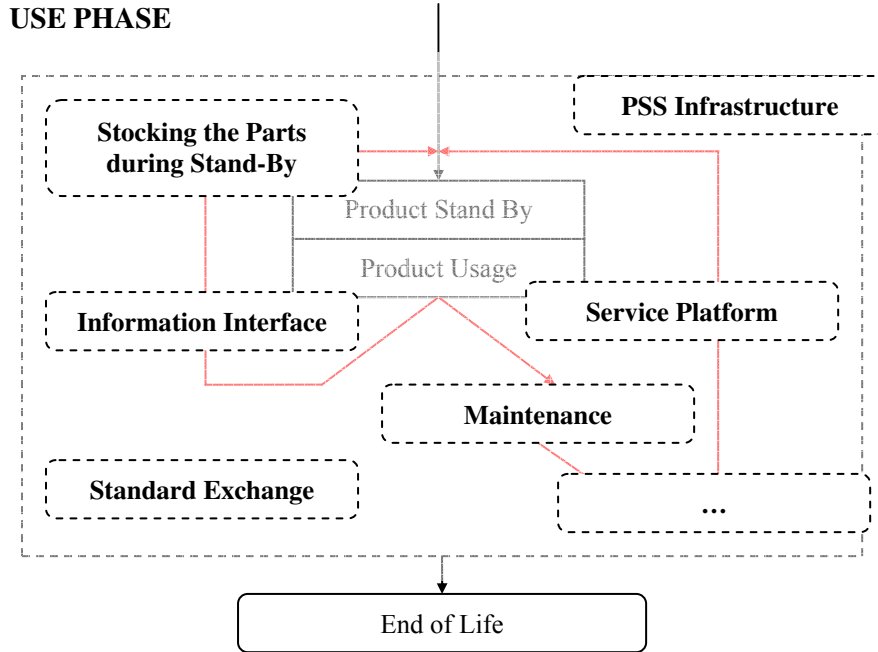 USE PHASE
PSS Infrastructure
Stocking the Parts
during Stand-By
Product Stand By
Product Usage
Information Interface
Service Platform
Maintenance
Standard Exchange
...
End of Life